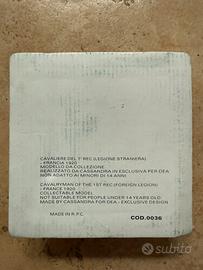 CAVALIERE DEL 1° REC (LEGIONE STRANIERA)
- FRANCIA 1920
MODELLO DA COLLEZIONE
REALIZZATO DA CASSANDRA IN ESCLUSIVA PER DEA
NON ADATTO AI MINORI DI 14 ANNI
CAVALRYMAN OF THE 1ST REC (FOREIGN LEGION)
- FRANCE 1920
COLLECTABLE MODEL
NOT SUITABLE FOR PEOPLE UNDER 14 YEARS OLD
MADE BY CASSANDRA FOR DEA - EXCLUSIVE DESIGN
MADE IN R.P.C.
COD.0036
subito